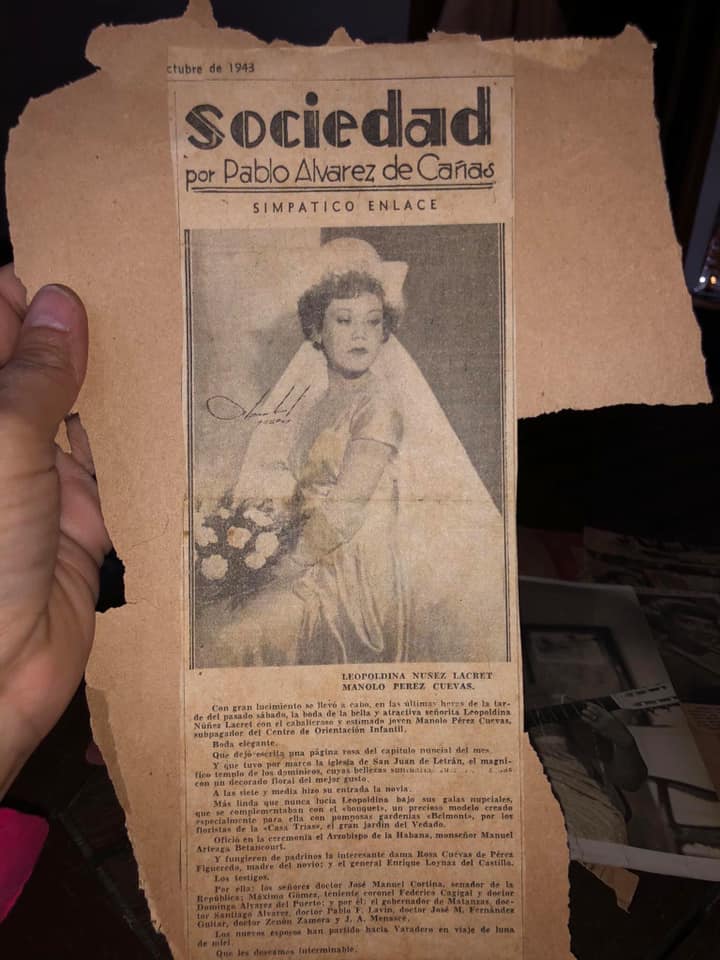 ctubre de 1943
Sociedad
por Pablo Alvarez de Cañas
SIMPATICO ENLACE
LEOPOLDINA NUÑEZ LACRET
MANOLO PEREZ CUEVAS.
Con gran lucimiento se llevó a cabo, en las últimas horas de la tar-
de del pasado sábado, la boda de la bella y atractiva señorita Leopoldina
Núñez Lacret con el caballeroso y estimado joven Manolo Pérez Cuevas,
subpagador del Centro de Orientación Infantil.
Boda elegante.
Que dejó escrita una página rosa del capítulo nuncial del mes.
Y que tuvo por marco la iglesia de San Juan de Letrán, el magní-
fico templo de los dominicos, cuyas bellezas
con un decorado floral del mejor gusto.
A las siete y media hizo su entrada la novia.
Más linda que nunca lucía Leopoldina bajo sus galas nupciales,
que se complementaban con el «bouquet», un precioso modelo creado
especialmente para ella con pomposas gardenias «Belmont», por los
floristas de la «Casa Trías», el gran jardín del Vedado.
Ofició en la ceremonia el Arzobispo de la Habana, monseñor Manuel
Arteaga Betancourt.
Y fungieron de padrinos la interesante dama Rosa Cuevas de Pérez
Figueredo, madre del novio; y el general Enrique Loynaz del Castillo.
Los testigos.
Por ella: los señores doctor José Manuel Cortina, senador de la
República; Máximo Gómez, teniente coronel Federico Cagigal y doctor
Domingo Alvarez del Puerto; y por él: el gobernador de Matanzas, doc-
tor Santiago Alvarez, doctor Pablo F. Lavín, doctor José M. Fernández
Guitar, doctor Zenón Zamora y J. A. Menasce.
Los nuevos esposos han partido hacia Varadero en viaje de luna
de miel.
Que les deseamos interminable.